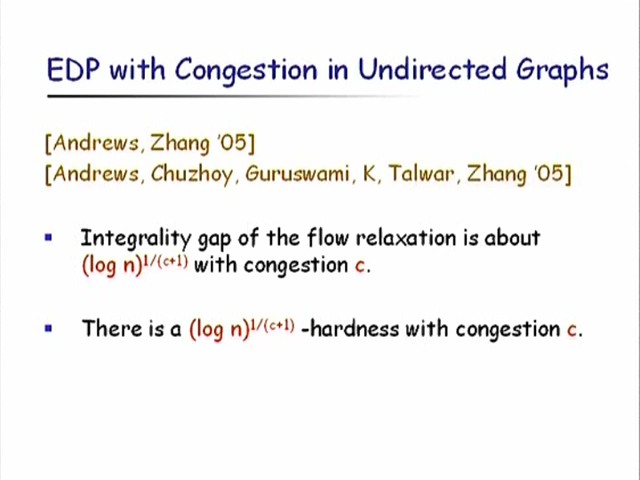 EDP with Congestion in Undirected Graphs
[Andrews, Zhang '05]
[Andrews, Chuzhoy, Guruswami, K, Talwar, Zhang '05]
▪ Integrality gap of the flow relaxation is about
(log n)^1/(c+1) with congestion c.
▪ There is a (log n)^1/(c+1) -hardness with congestion c.